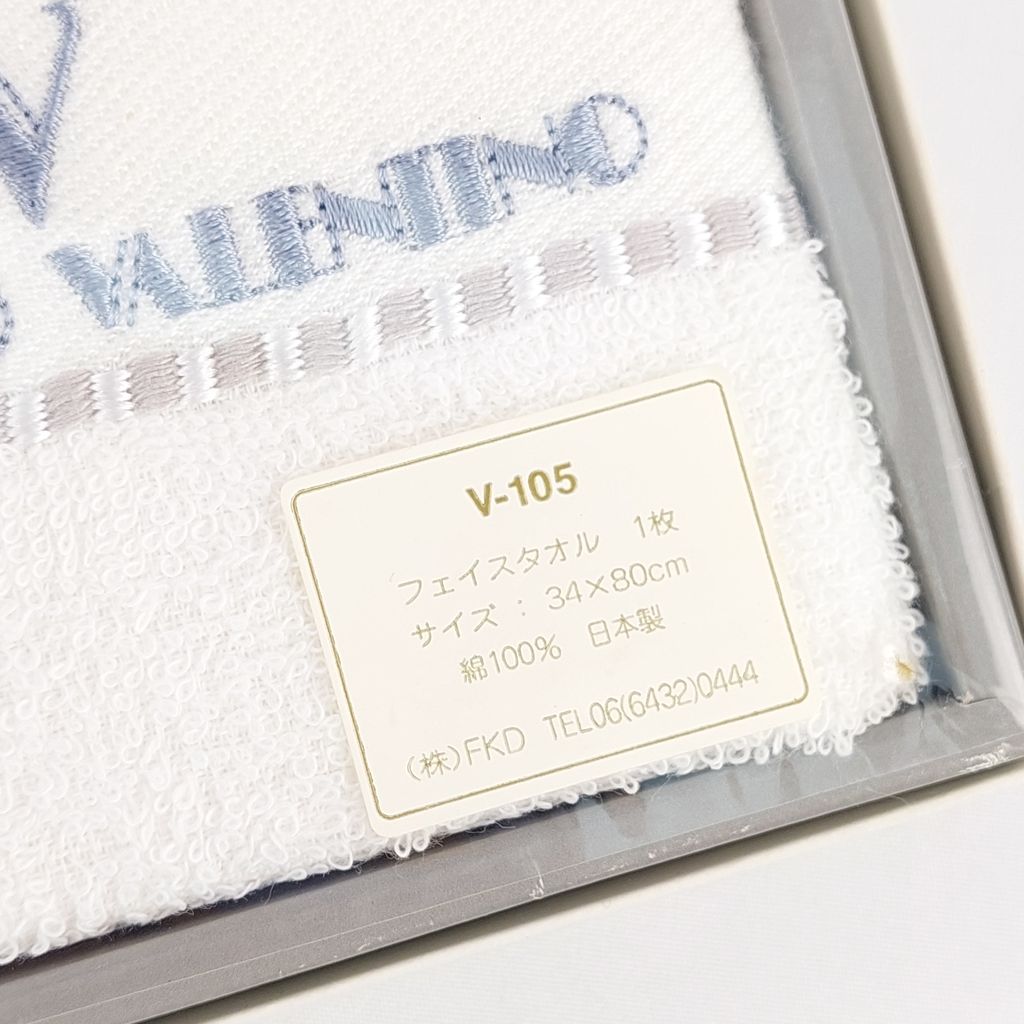 V
VALENTINO
V-105
フェイスタオル 1枚
サイズ : 34×80cm
綿100% 日本製
(株)FKD TEL06(6432)0444